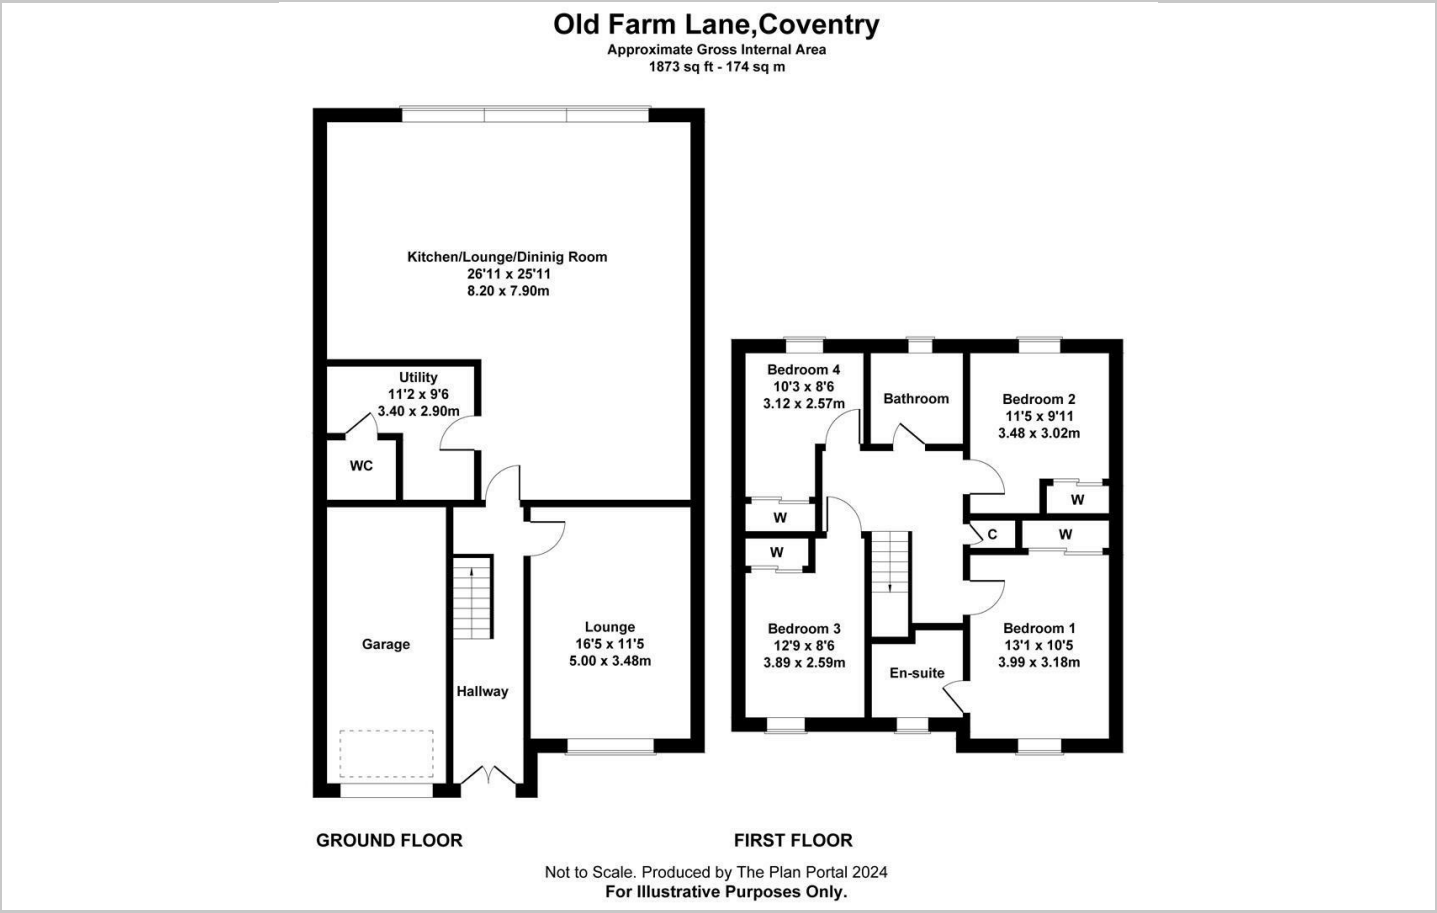 Old Farm Lane,Coventry
Approximate Gross Internal Area
1873 sq ft - 174 sq m
Kitchen/Lounge/Dininig Room
26'11 x 25'11
8.20 x 7.90m
Utility
11'2 x 9'6
3.40 x 2.90m
WC
Garage
Hallway
Lounge
16'5 x 11'5
5.00 x 3.48m
Bedroom 4
10'3 x 8'6
3.12 x 2.57m
Bathroom
Bedroom 2
11'5 x 9'11
3.48 x 3.02m
W
W
C
W
W
Bedroom 3
12'9 x 8'6
3.89 x 2.59m
En-suite
Bedroom 1
13'1 x 10'5
3.99 x 3.18m
GROUND FLOOR
FIRST FLOOR
Not to Scale. Produced by The Plan Portal 2024
For Illustrative Purposes Only.